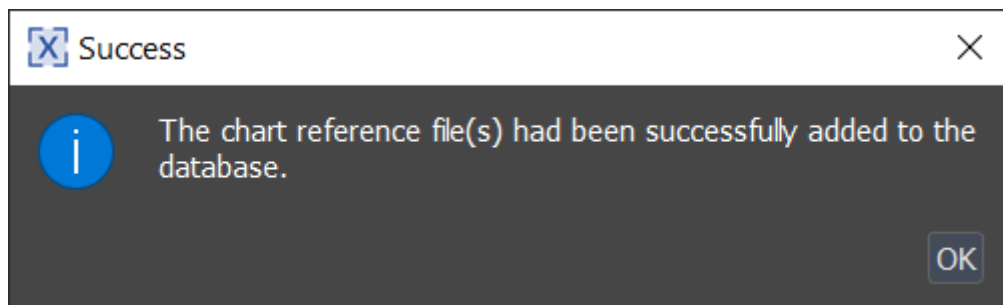 Success
The chart reference file(s) had been successfully added to the
database.
OK